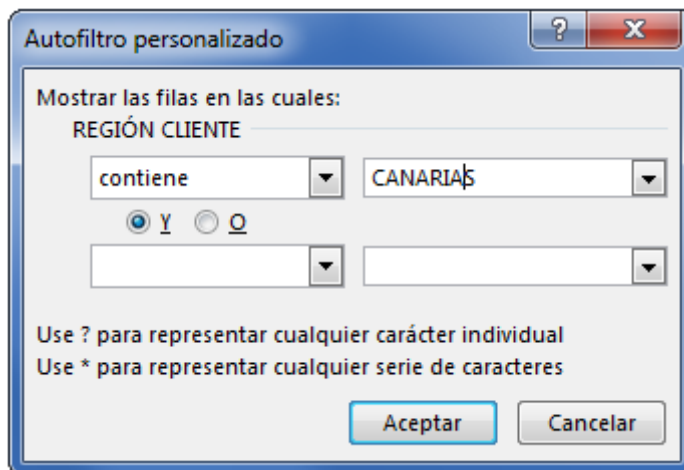 Autofiltro personalizado
?
X
Mostrar las filas en las cuales:
REGIÓN CLIENTE
contiene CANARIAS
Y O
Use ? para representar cualquier carácter individual
Use * para representar cualquier serie de caracteres
Aceptar Cancelar